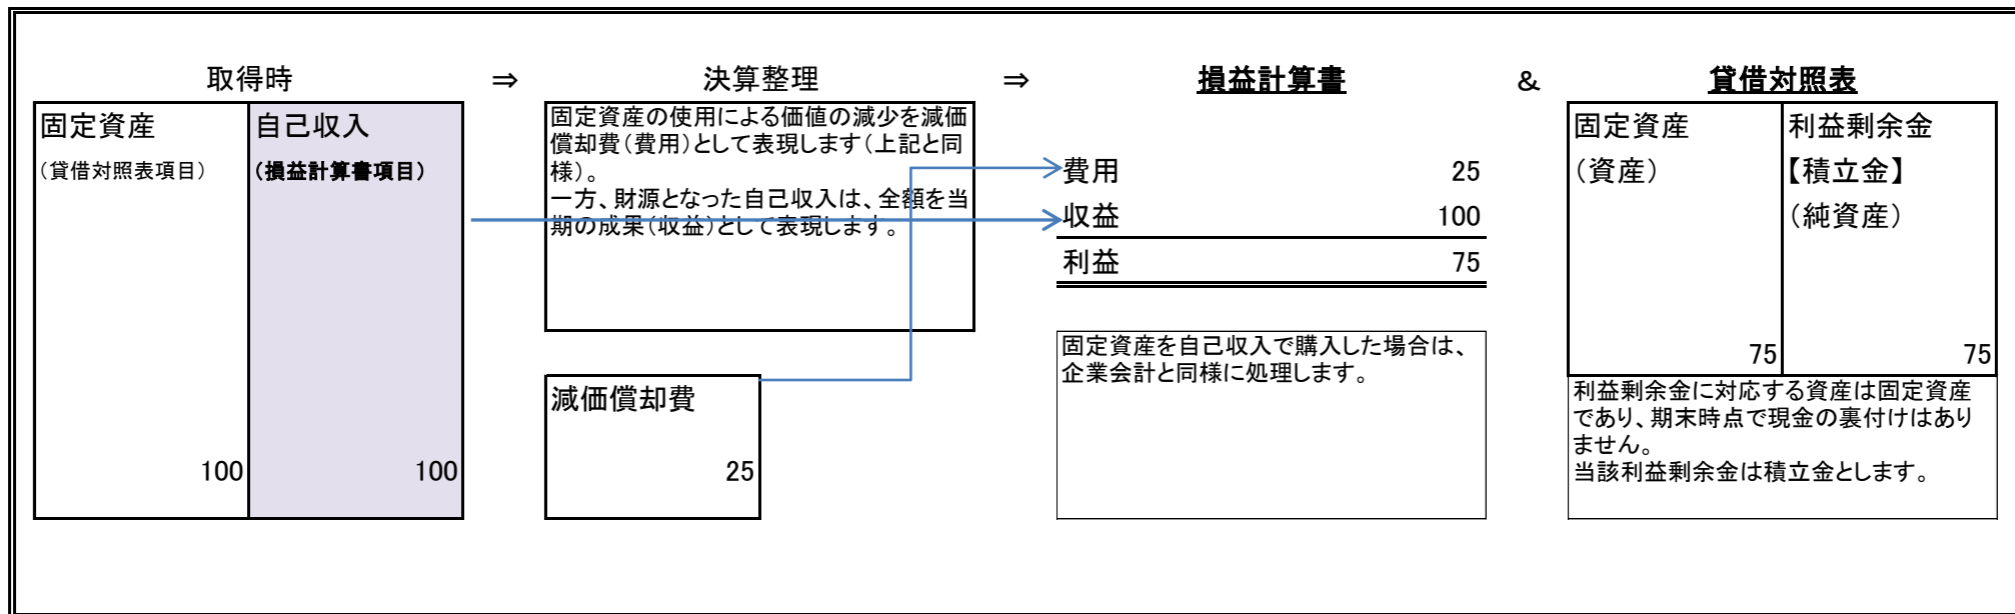 取得時 ⇒ 決算整理 ⇒ 損益計算書 & 貸借対照表
固定資産
(貸借対照表項目)
100
自己収入
(損益計算書項目)
100
固定資産の使用による価値の減少を減価
償却費(費用)として表現します(上記と同
様)。
一方、財源となった自己収入は、全額を当
期の成果(収益)として表現します。
減価償却費
25
費用 25
収益 100
利益 75
固定資産を自己収入で購入した場合は、
企業会計と同様に処理します。
固定資産
(資産)
75
利益剰余金
【積立金】
(純資産)
75
利益剰余金に対応する資産は固定資産
であり、期末時点で現金の裏付けはあり
ません。
当該利益剰余金は積立金とします。